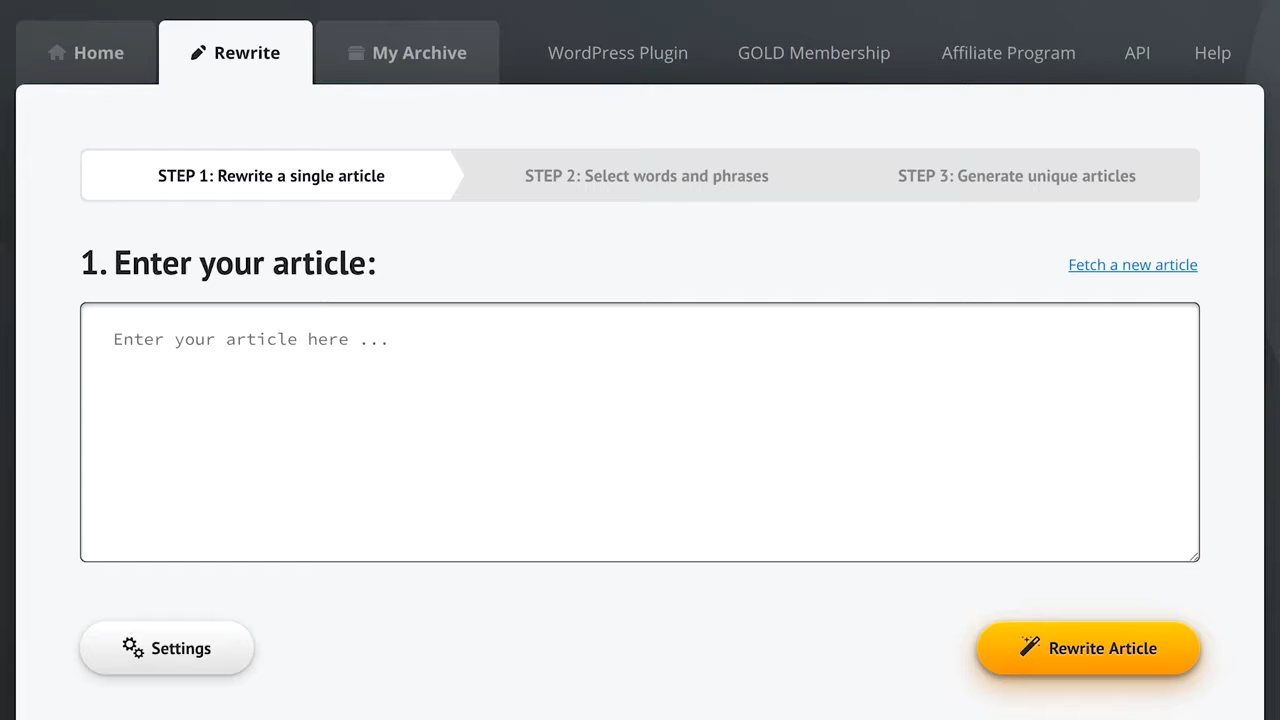 Home Rewrite My Archive WordPress Plugin GOLD Membership Affiliate Program API Help
STEP 1: Rewrite a single article STEP 2: Select words and phrases STEP 3: Generate unique articles
1. Enter your article: Fetch a new article
Enter your article here ...
Settings Rewrite Article